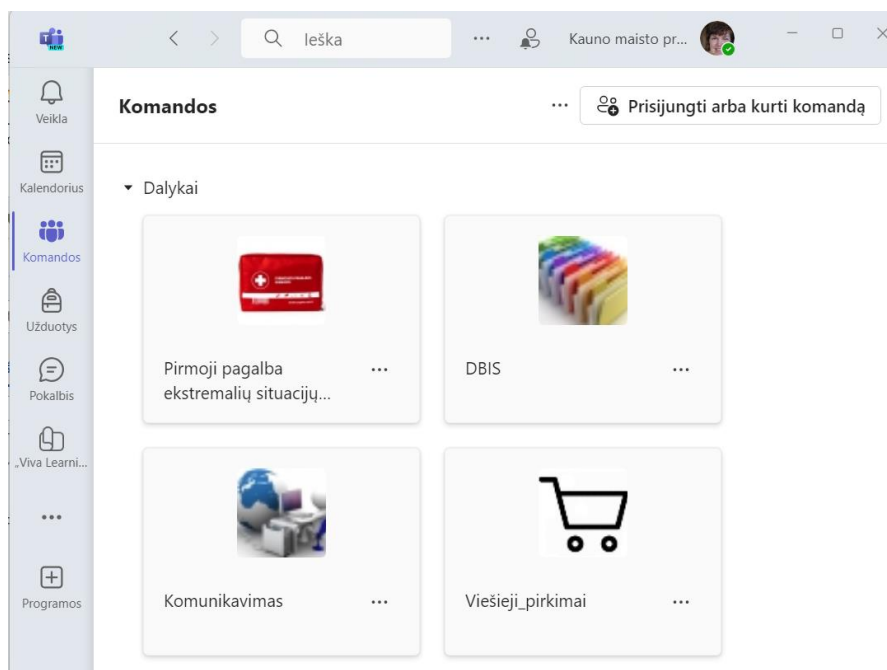 NEW
Ieška
Kauno maisto pr...
Veikla
Kalendorius
Komandos
Užduotys
Pokalbis
„Viva Learni...
Programos
Komandos
Prisijungti arba kurti komandą
Dalykai
Pirmoji pagalba
ekstremalių situacijų...
DBIS
Komunikavimas
Viešieji_pirkimai